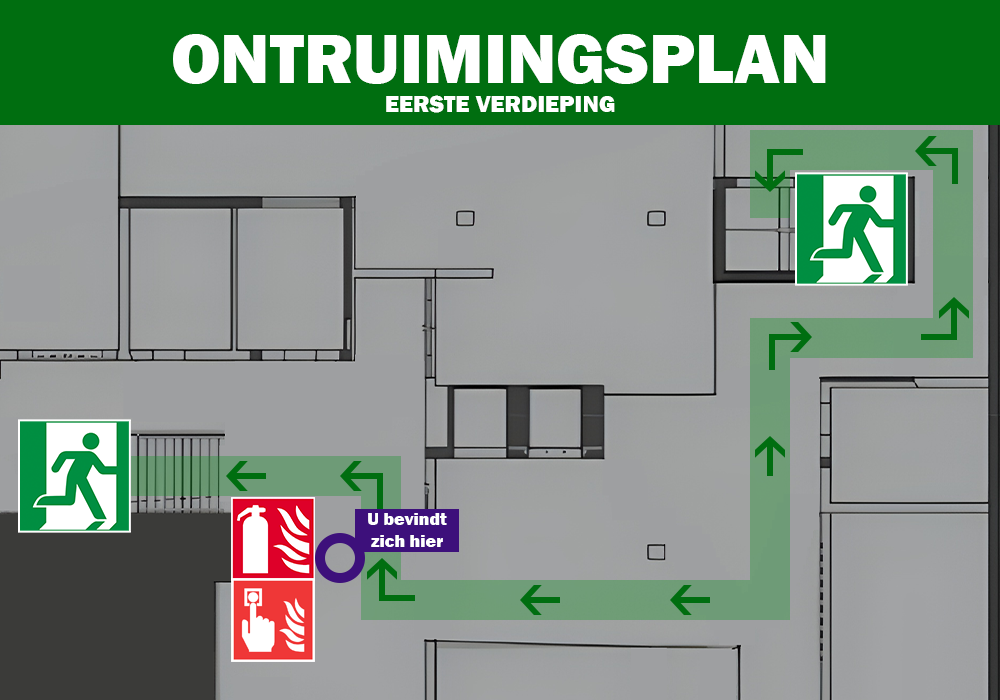 ONTRUIMINGSPLAN
EERSTE VERDIEPING
U bevindt
zich hier